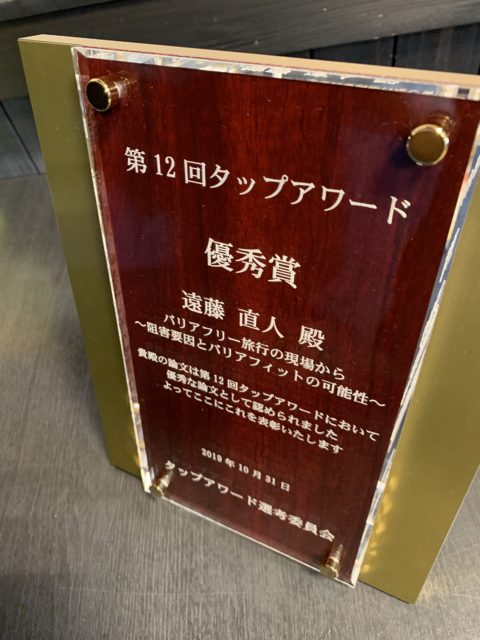 第12回タップアワード
優秀賞
遠藤 直人 殿
バリアフリー旅行の現場から
～阻害要因とバリアフィットの可能性～
貴殿の論文は第12回タップアワードにおいて
優秀な論文として認められました
よってここにこれを表彰いたします
2019年10月31日
タップアワード選考委員会